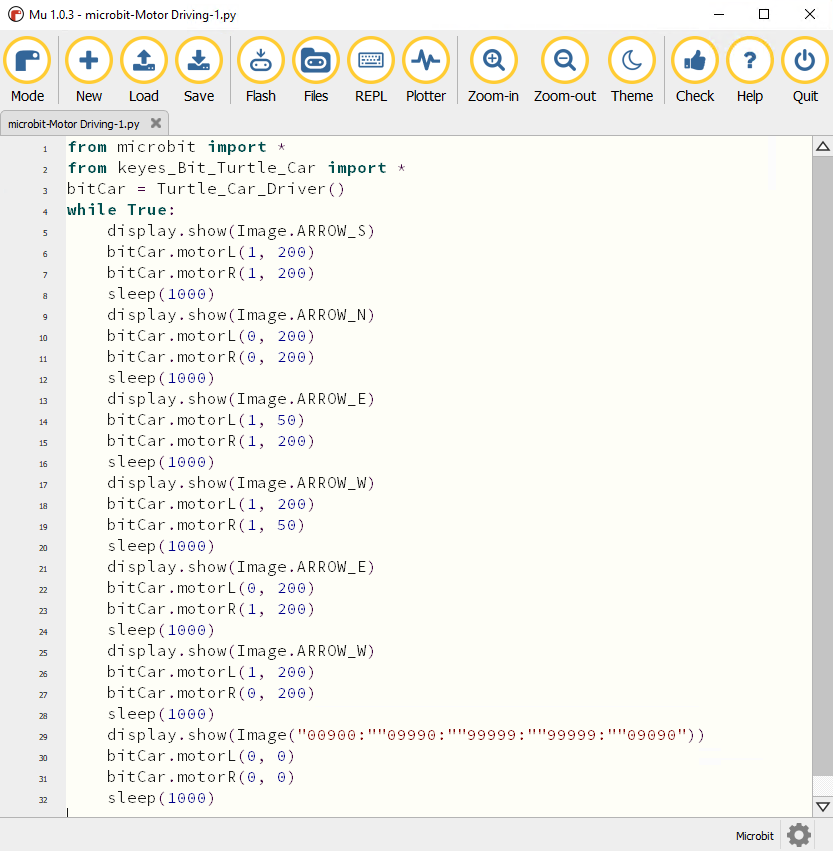 Mu 1.0.3 - microbit-Motor Driving-1.py
Mode New Load Save Flash Files REPL Plotter Zoom-in Zoom-out Theme Check Help Quit
microbit-Motor Driving-1.py
1 from microbit import *
2 from keyes_Bit_Turtle_Car import *
3 bitCar = Turtle_Car_Driver()
4 while True:
5 display.show(Image.ARROW_S)
6 bitCar.motorL(1, 200)
7 bitCar.motorR(1, 200)
8 sleep(1000)
9 display.show(Image.ARROW_N)
10 bitCar.motorL(0, 200)
11 bitCar.motorR(0, 200)
12 sleep(1000)
13 display.show(Image.ARROW_E)
14 bitCar.motorL(1, 50)
15 bitCar.motorR(1, 200)
16 sleep(1000)
17 display.show(Image.ARROW_W)
18 bitCar.motorL(1, 200)
19 bitCar.motorR(1, 50)
20 sleep(1000)
21 display.show(Image.ARROW_E)
22 bitCar.motorL(0, 200)
23 bitCar.motorR(1, 200)
24 sleep(1000)
25 display.show(Image.ARROW_W)
26 bitCar.motorL(1, 200)
27 bitCar.motorR(0, 200)
28 sleep(1000)
29 display.show(Image("00900:""09990:""99999:""99999:""09090"))
30 bitCar.motorL(0, 0)
31 bitCar.motorR(0, 0)
32 sleep(1000)
Microbit